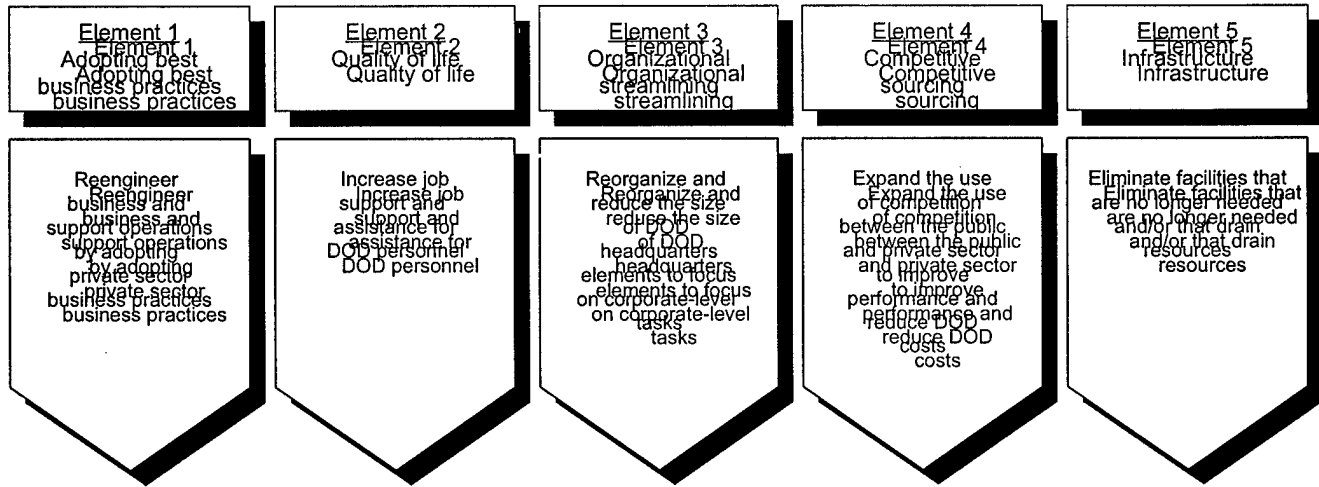 Element 1
Adopting best
business practices
Element 2
Quality of life
Element 3
Organizational
streamlining
Element 4
Competitive
sourcing
Element 5
Infrastructure
Reengineer
business and
support operations
by adopting
private sector
business practices
Increase job
support and
assistance for
DOD personnel
Reorganize and
reduce the size
of DOD
headquarters
elements to focus
on corporate-level
tasks
Expand the use
of competition
between the public
and private sector
to improve
performance and
reduce DOD
costs
Eliminate facilities that
are no longer needed
and/or that drain
resources